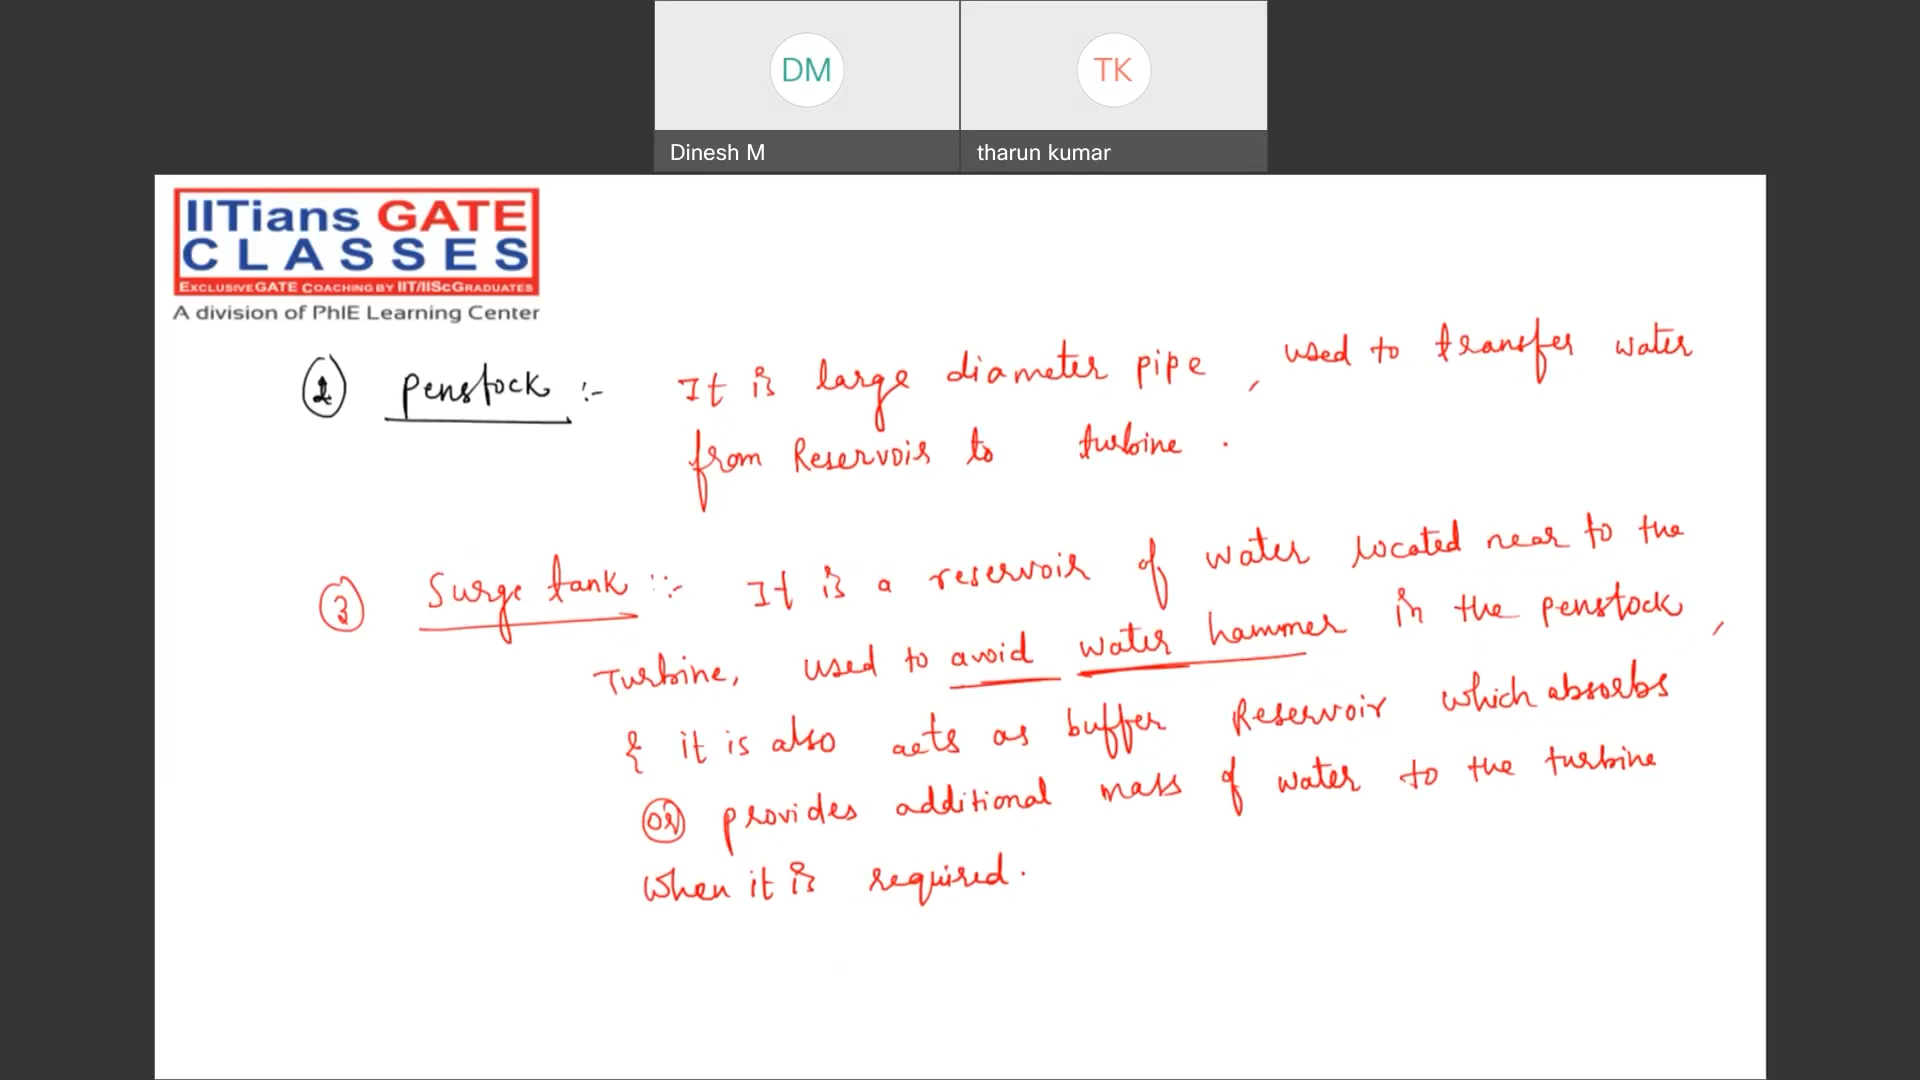 DM
TK
Dinesh M
tharun kumar
IITians GATE
CLASSES
EXCLUSIVE GATE COACHING BY IIT/IISc GRADUATES
A division of PhIE Learning Center
② Penstock :- It is large diameter pipe, used to transfer water
from Reservoir to turbine.
③ Surge tank ::- It is a reservoir of water located near to the
Turbine, used to avoid water hammer in the penstock,
& it is also acts as buffer Reservoir which absorbs
or provides additional mass of water to the turbine
when it is required.